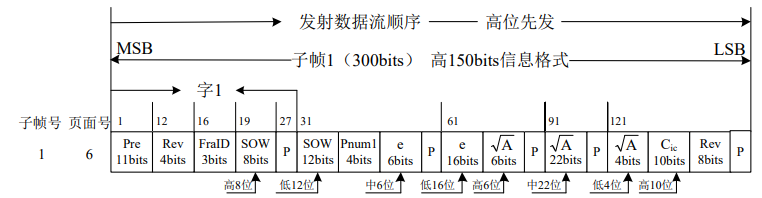 发射数据流顺序 高位先发
MSB LSB
子帧1（300bits） 高150bits信息格式
字1
子帧号 页面号 1 12 16 19 27 31 61 91 121
Pre Rev FraID SOW P SOW Pnum1 e P e √A P √A P √A Cic Rev P
1 6 11bits 4bits 3bits 8bits 12bits 4bits 6bits 16bits 6bits 22bits 4bits 10bits 8bits
高8位 低12位 中6位 低16位 高6位 中22位 低4位 高10位